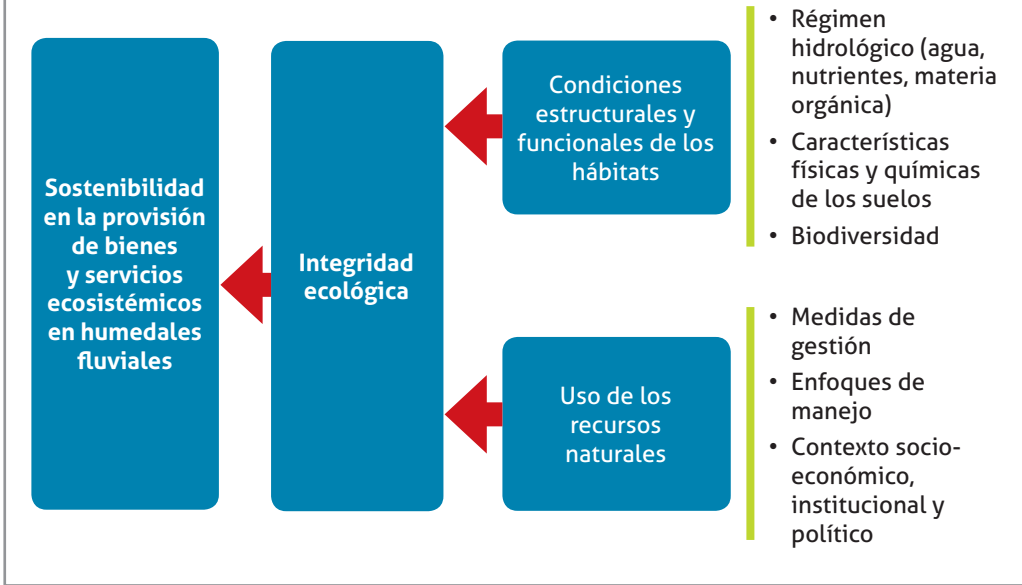 Sostenibilidad
en la provisión
de bienes
y servicios
ecosistémicos
en humedales
fluviales
Integridad
ecológica
Condiciones
estructurales y
funcionales de los
hábitats
• Régimen
hidrológico (agua,
nutrientes, materia
orgánica)
• Características
físicas y químicas
de los suelos
• Biodiversidad
Uso de los
recursos
naturales
• Medidas de
gestión
• Enfoques de
manejo
• Contexto socio-
económico,
institucional y
político